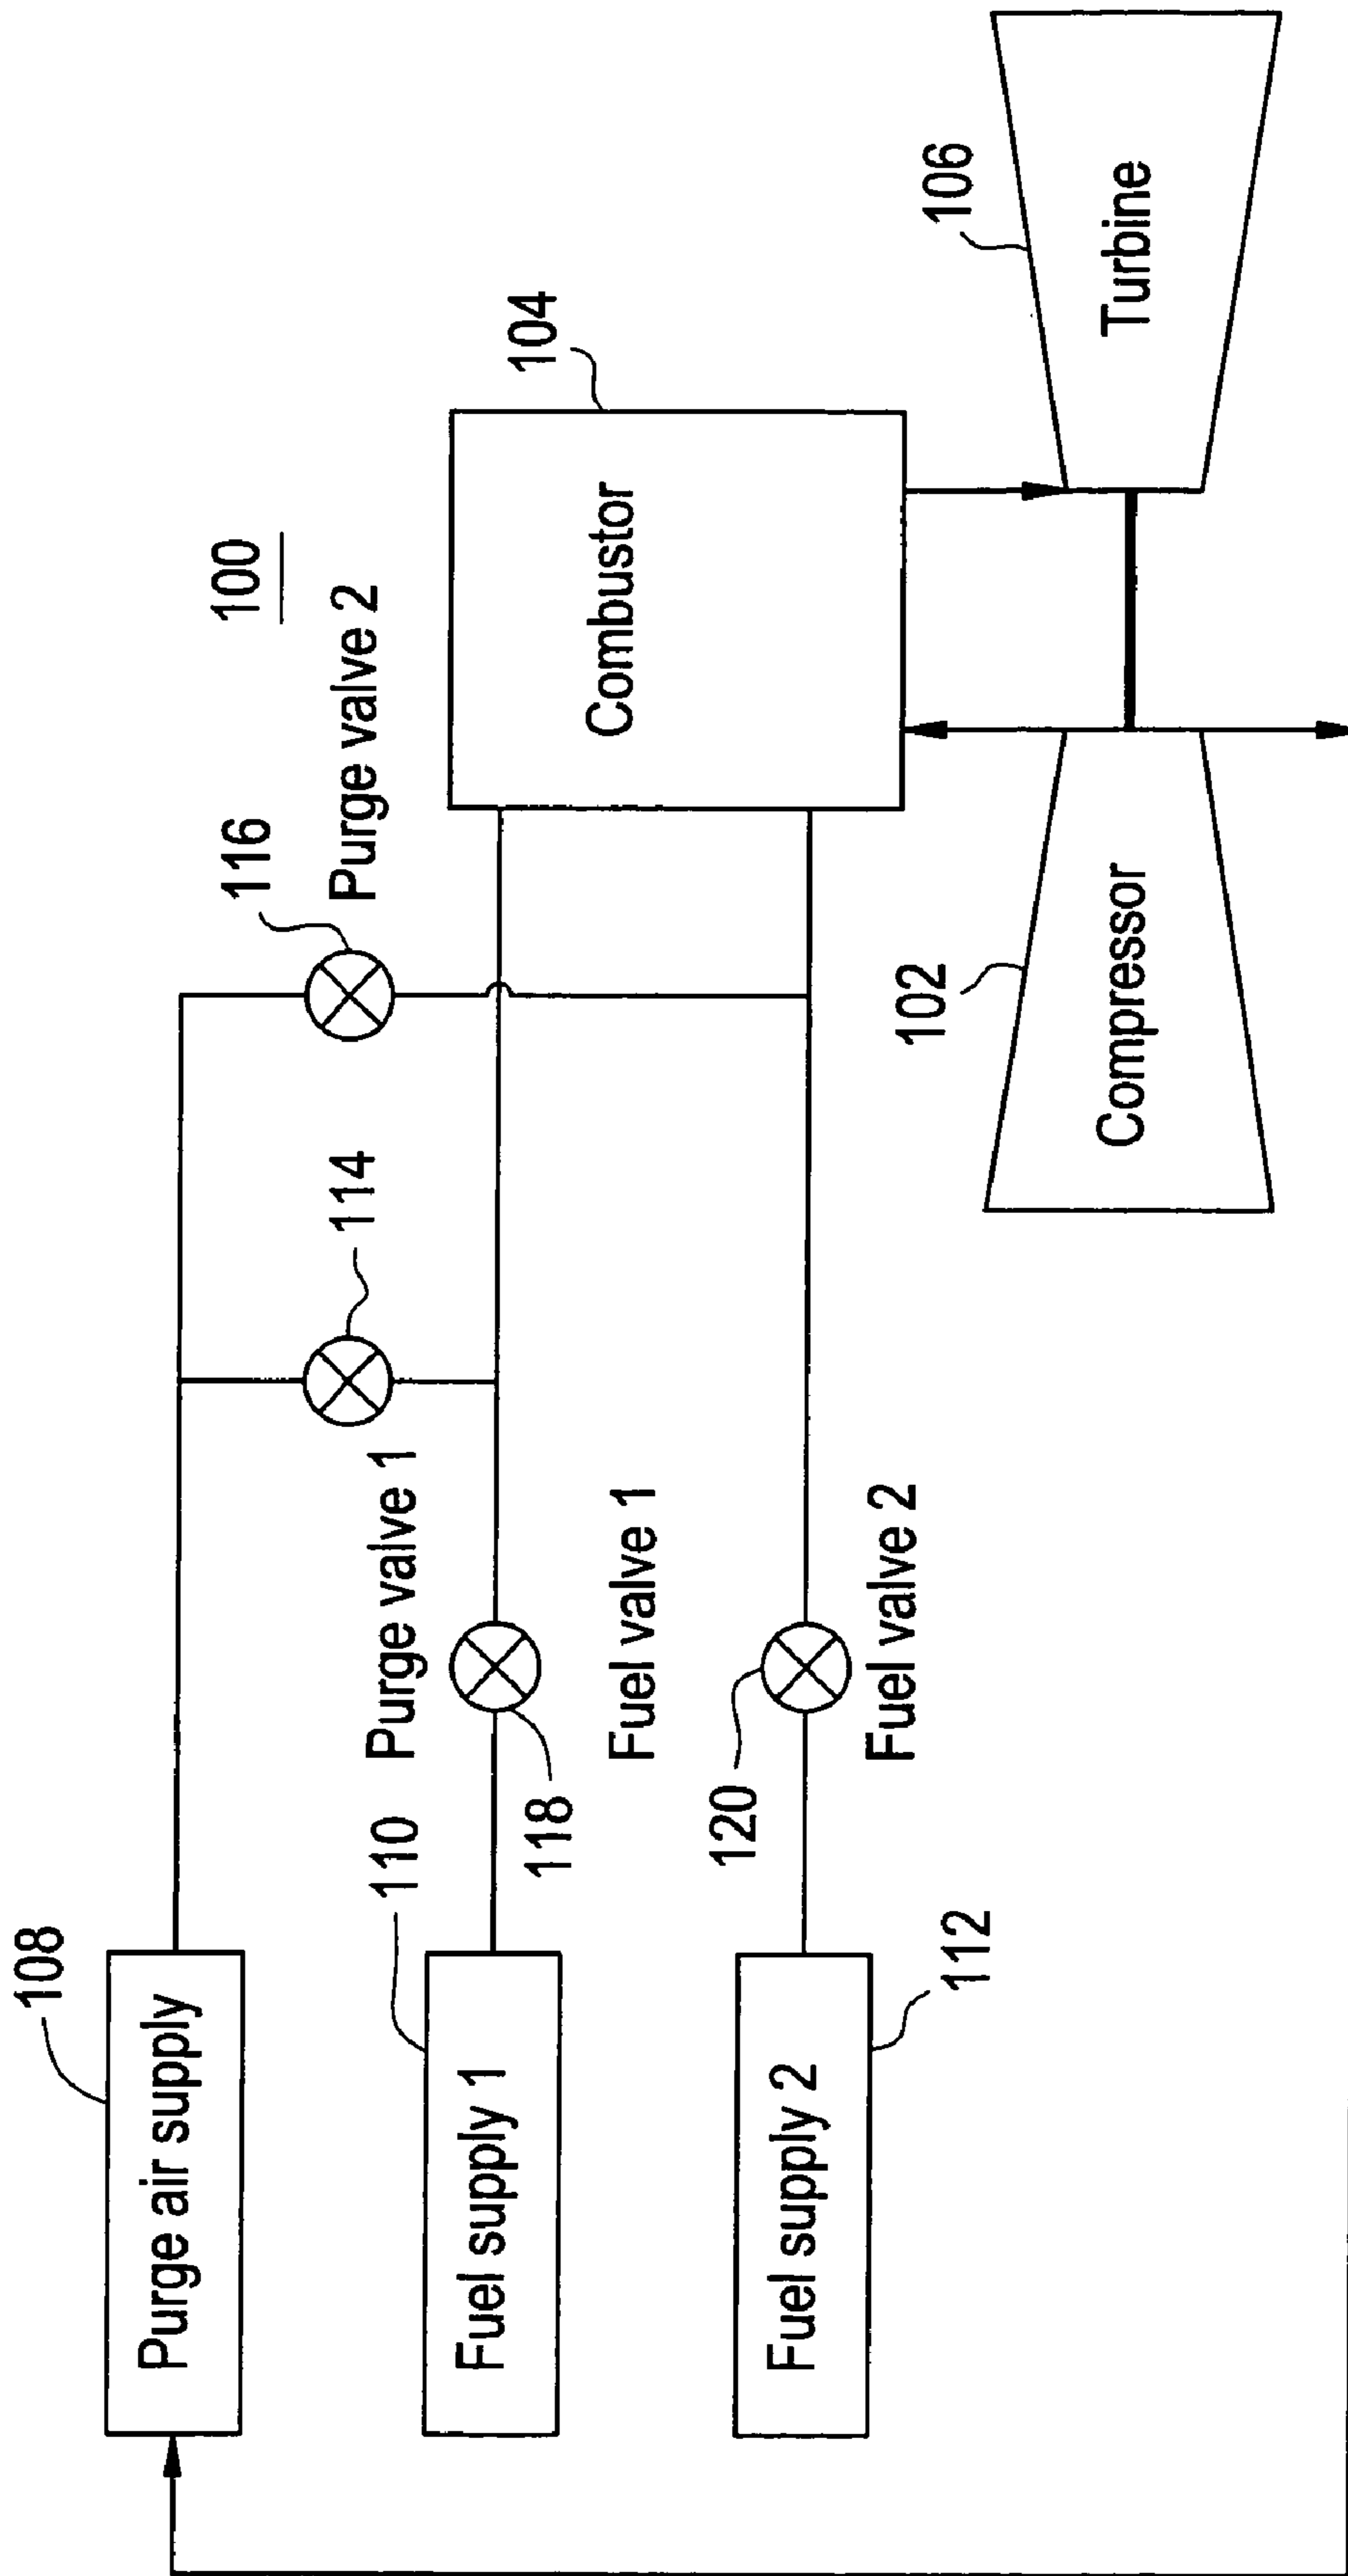 100
108
Purge air supply
110
Fuel supply 1
112
Fuel supply 2
Purge valve 1
114
Purge valve 2
116
118
Fuel valve 1
120
Fuel valve 2
Combustor
104
Compressor
102
Turbine
106